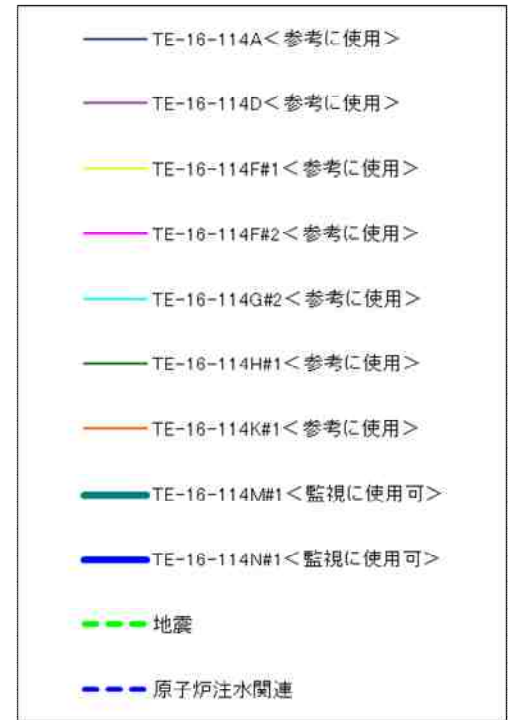 TE-16-114A＜参考に使用＞
TE-16-114D＜参考に使用＞
TE-16-114F#1＜参考に使用＞
TE-16-114F#2＜参考に使用＞
TE-16-114G#2＜参考に使用＞
TE-16-114H#1＜参考に使用＞
TE-16-114K#1＜参考に使用＞
TE-16-114M#1＜監視に使用可＞
TE-16-114N#1＜監視に使用可＞
地震
原子炉注水関連